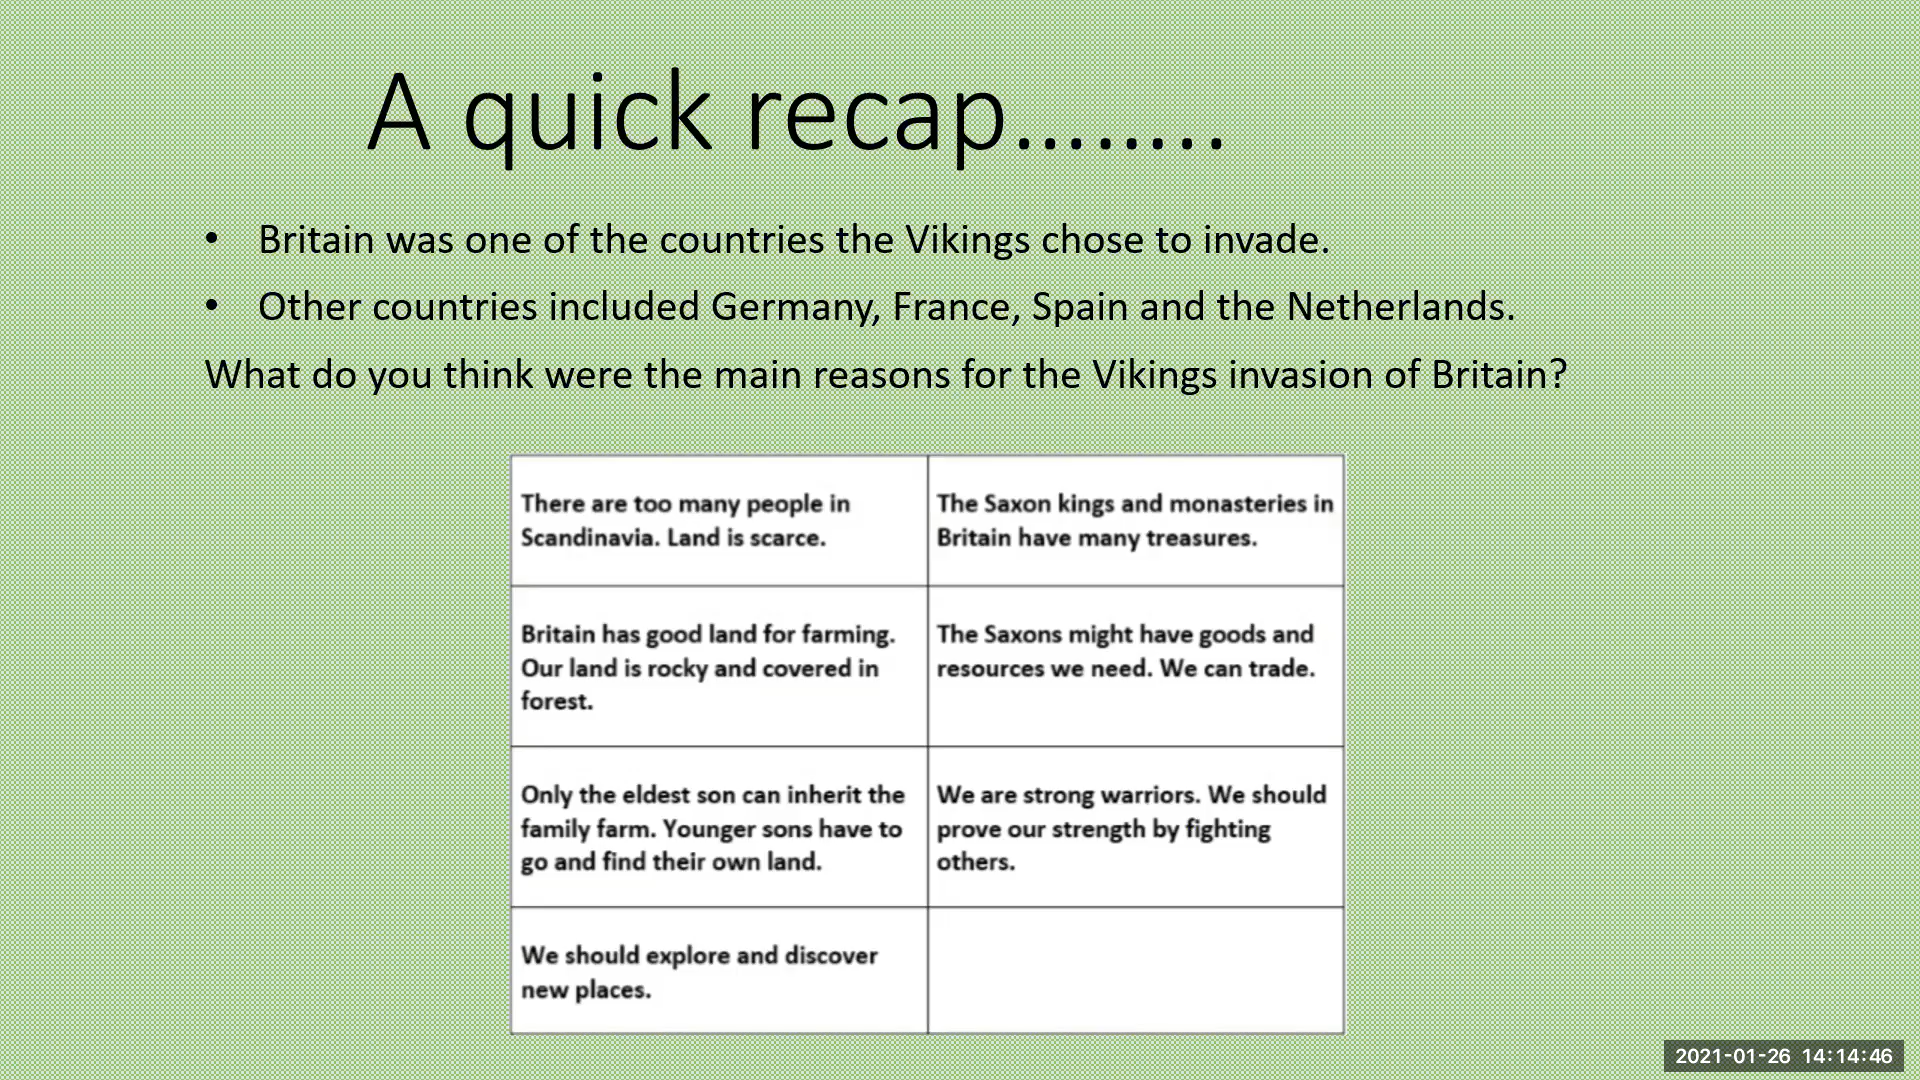 A quick recap........
• Britain was one of the countries the Vikings chose to invade.
• Other countries included Germany, France, Spain and the Netherlands.
What do you think were the main reasons for the Vikings invasion of Britain?
There are too many people in
Scandinavia. Land is scarce.
The Saxon kings and monasteries in
Britain have many treasures.
Britain has good land for farming.
Our land is rocky and covered in
forest.
The Saxons might have goods and
resources we need. We can trade.
Only the eldest son can inherit the
family farm. Younger sons have to
go and find their own land.
We are strong warriors. We should
prove our strength by fighting
others.
We should explore and discover
new places.
2021-01-26 14:14:46